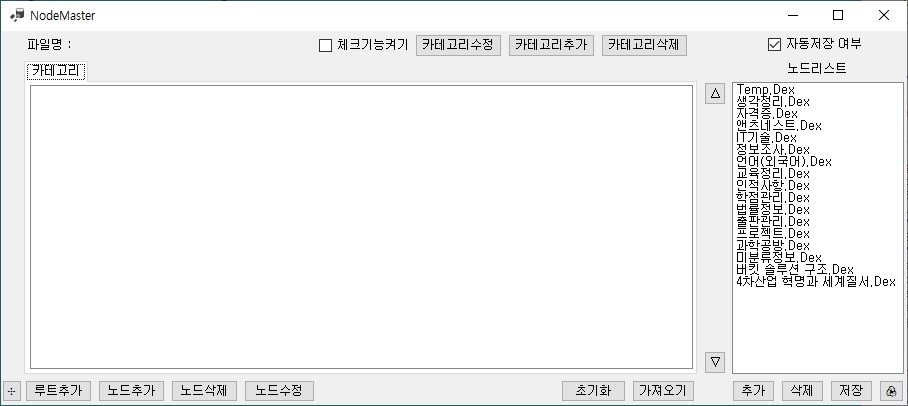 NodeMaster
파일명 :
체크기능켜기
카테고리수정
카테고리추가
카테고리삭제
자동저장 여부
카테고리
노드리스트
Temp.Dex
생각정리.Dex
자격증.Dex
앤츠네스트.Dex
IT기술.Dex
정보조사.Dex
언어(외국어).Dex
교육정리.Dex
인적사항.Dex
학점관리.Dex
법률정보.Dex
출판관리.Dex
프로젝트.Dex
과학공방.Dex
미분류정보.Dex
버킷 솔루션 구조.Dex
4차산업 혁명과 세계질서.Dex
루트추가
노드추가
노드삭제
노드수정
초기화
가져오기
추가
삭제
저장